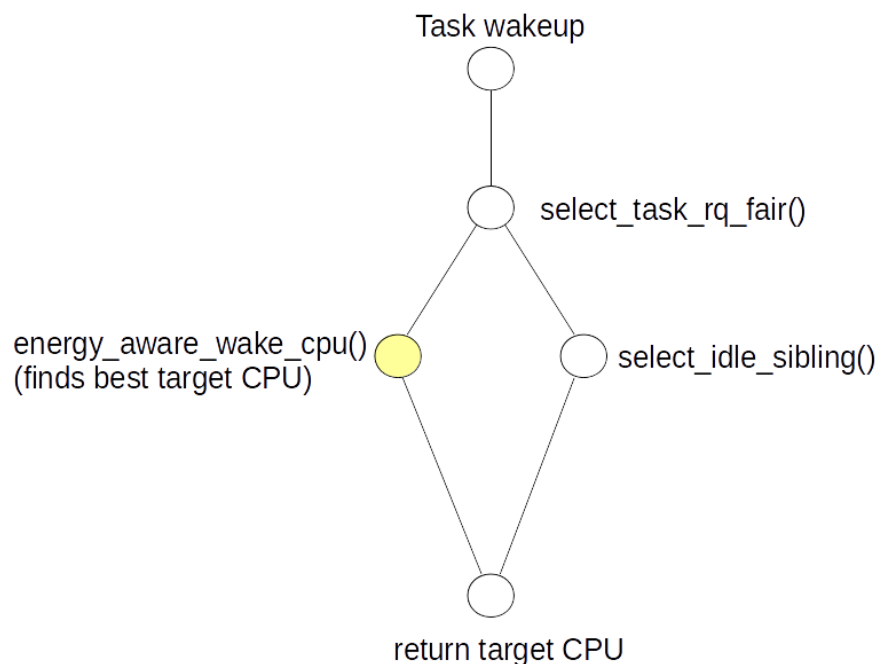 Task wakeup
select_task_rq_fair()
energy_aware_wake_cpu()
(finds best target CPU)
select_idle_sibling()
return target CPU